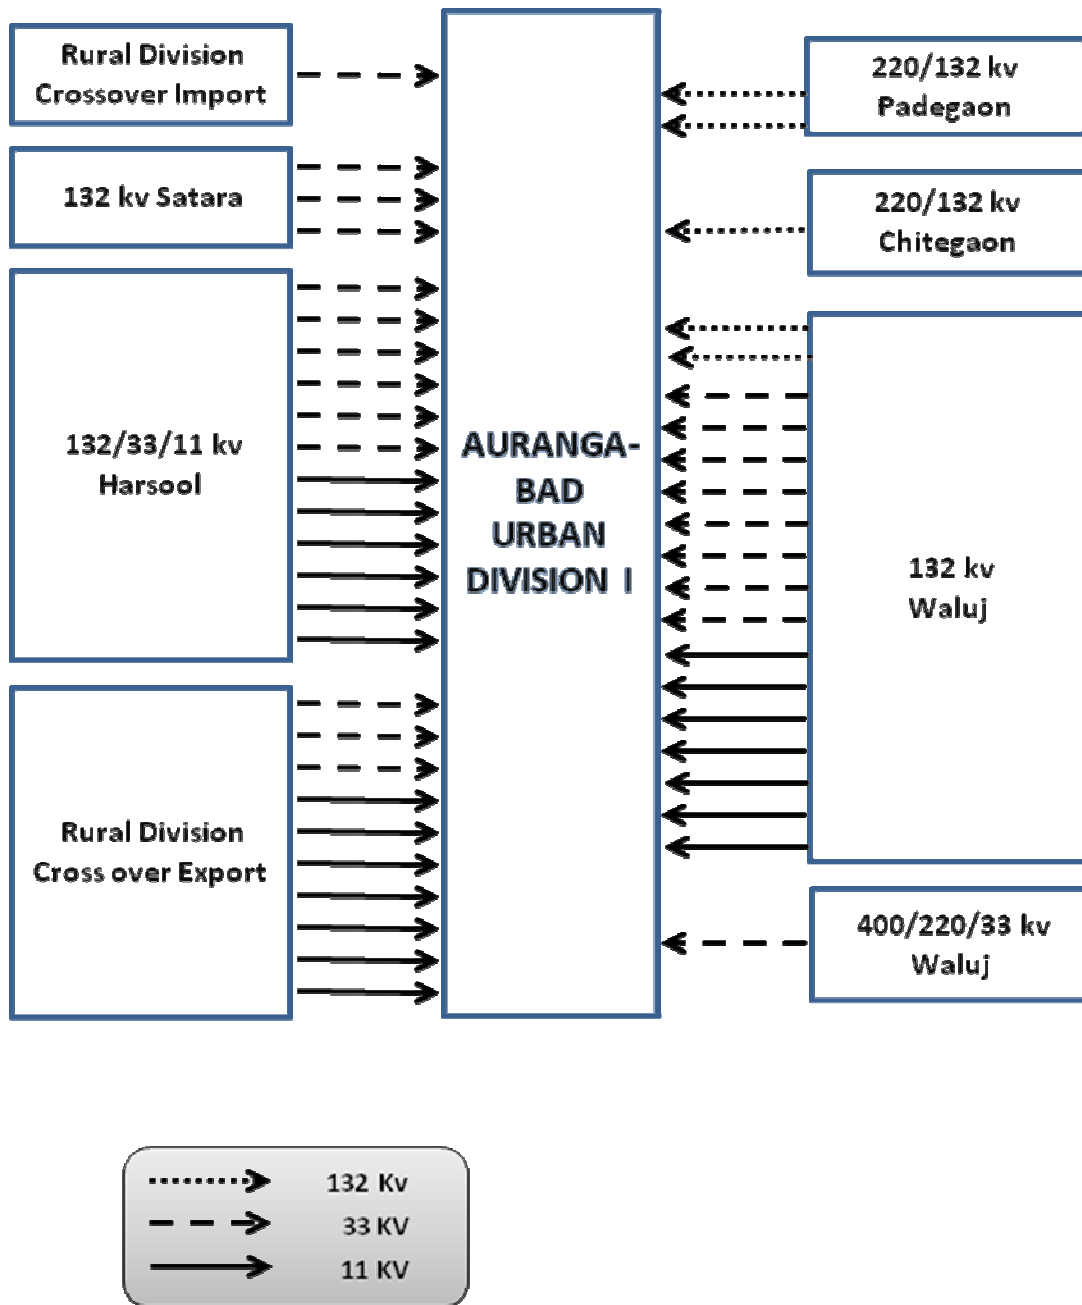 Rural Division
Crossover Import
132 kv Satara
132/33/11 kv
Harsool
Rural Division
Cross over Export
AURANGA-
BAD
URBAN
DIVISION I
220/132 kv
Padegaon
220/132 kv
Chitegaon
132 kv
Waluj
400/220/33 kv
Waluj
132 Kv
33 KV
11 KV